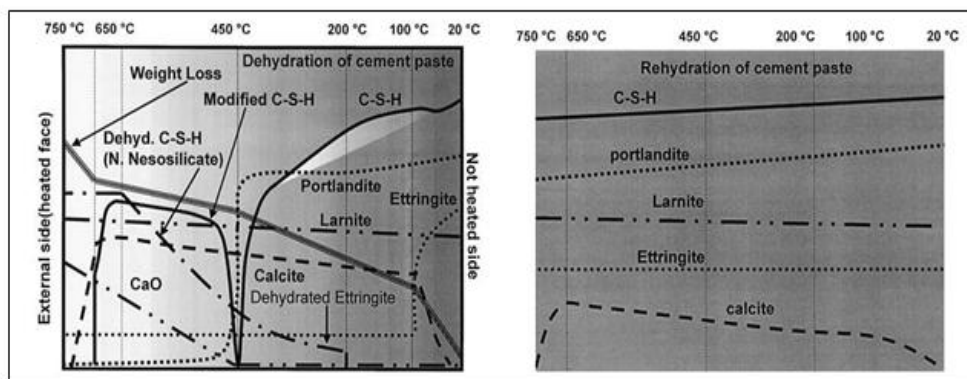 750 °C 650 °C 450 °C 200 °C 100 °C 20 °C
Dehydration of cement paste
Weight Loss
Modified C-S-H
C-S-H
Dehyd. C-S-H
(N. Nesosilicate)
Portlandite
Ettringite
Larnite
CaO
Calcite
Dehydrated Ettringite
External side(heated face)
Not heated side
750 °C 650 °C 450 °C 200 °C 100 °C 20 °C
Rehydration of cement paste
C-S-H
portlandite
Larnite
Ettringite
calcite